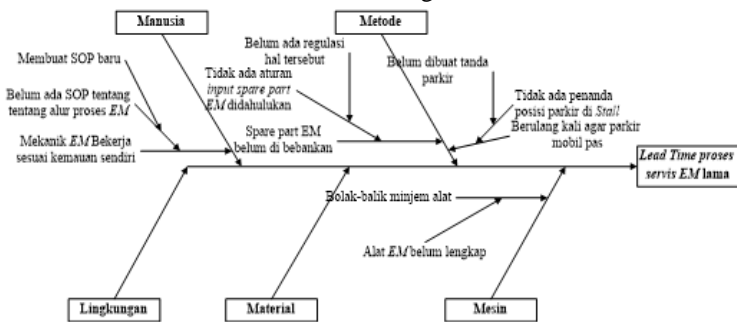 Manusia
Metode
Membuat SOP baru
Belum ada SOP tentang
tentang alur proses EM
Mekanik EM Bekerja
sesuai kemauan sendiri
Belum ada regulasi
hal tersebut
Tidak ada aturan
input spare part
EM didahulukan
Spare part EM
belum di bebankan
Belum dibuat tanda
parkir
Tidak ada penanda
posisi parkir di Stall
Berulang kali agar parkir
mobil pas
Lead Time proses
servis EM lama
Bolak-balik minjem alat
Alat EM belum lengkap
Lingkungan
Material
Mesin